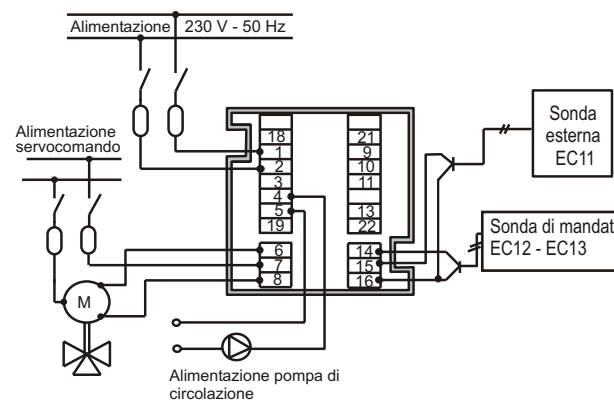 Alimentazione 230 V - 50 Hz
Alimentazione
servocomando
18
1
2
3
4
5
19
6
7
8
21
9
10
11
13
22
14
15
16
Sonda
esterna
EC11
Sonda di mandat
EC12 - EC13
M
Alimentazione pompa di
circolazione